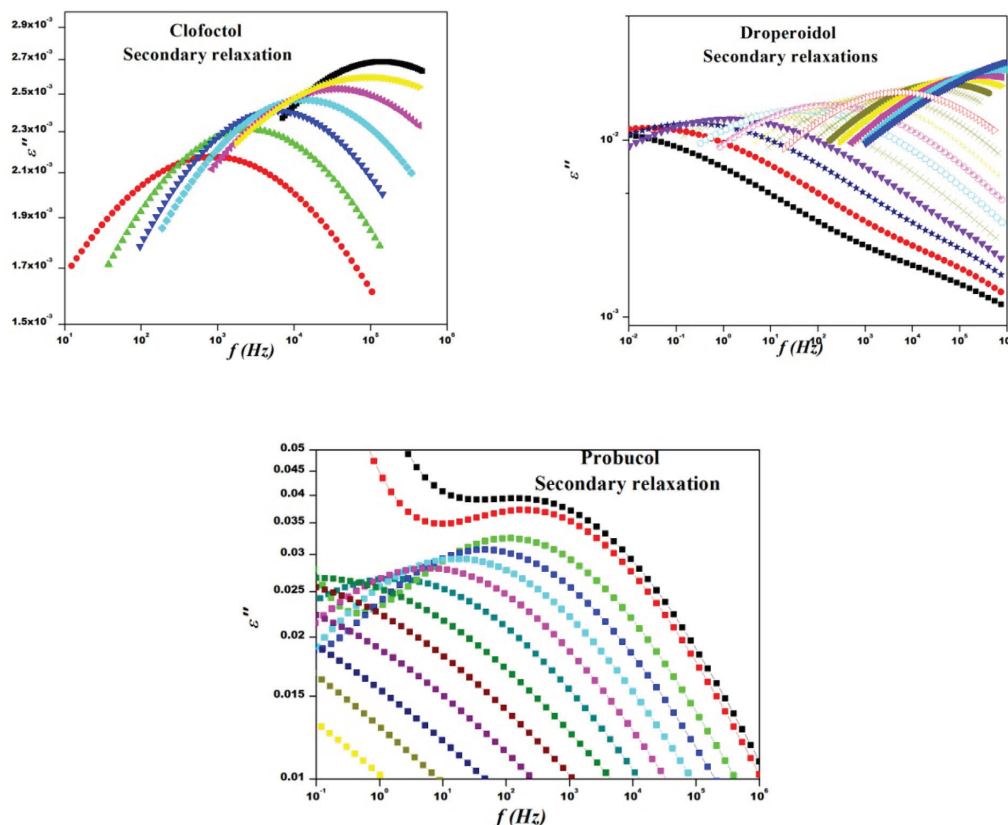 Clofoctol
Secondary relaxation
ε''
2.9x10⁻³
2.7x10⁻³
2.5x10⁻³
2.3x10⁻³
2.1x10⁻³
1.9x10⁻³
1.7x10⁻³
1.5x10⁻³
10¹ 10² 10³ 10⁴ 10⁵ 10⁶
f (Hz)
Droperoidol
Secondary relaxations
ε''
10⁻²
10⁻³
10⁻² 10⁻¹ 10⁰ 10¹ 10² 10³ 10⁴ 10⁵ 10
f (Hz)
Probucol
Secondary relaxation
ε''
0.05
0.045
0.04
0.035
0.03
0.025
0.02
0.015
0.01
10⁻¹ 10⁰ 10¹ 10² 10³ 10⁴ 10⁵ 10⁶
f (Hz)